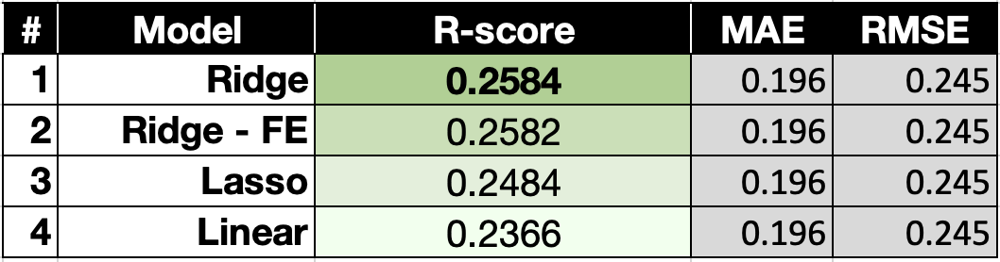 # Model R-score MAE RMSE
1 Ridge 0.2584 0.196 0.245
2 Ridge - FE 0.2582 0.196 0.245
3 Lasso 0.2484 0.196 0.245
4 Linear 0.2366 0.196 0.245